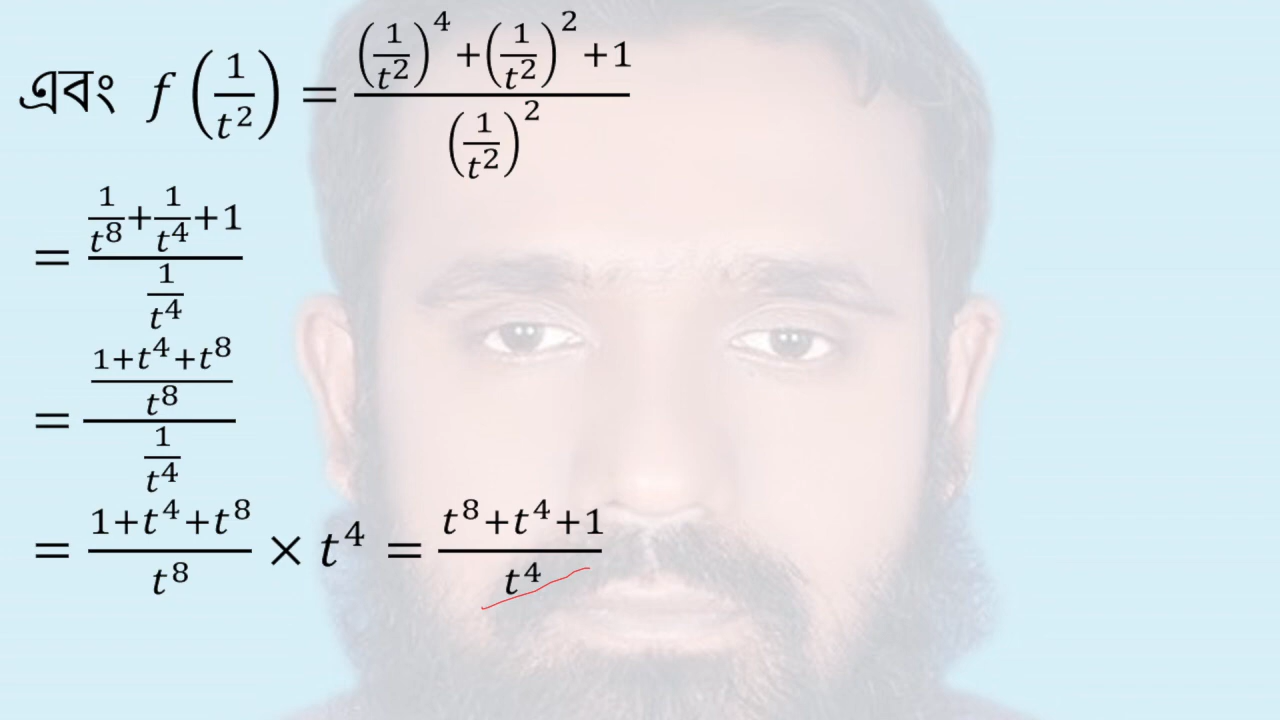 এবং f(1/t²) = ((1/t²)⁴+(1/t²)²+1)/(1/t²)²
= (1/t⁸+1/t⁴+1)/(1/t⁴)
= ((1+t⁴+t⁸)/t⁸)/(1/t⁴)
= (1+t⁴+t⁸)/t⁸ × t⁴ = (t⁸+t⁴+1)/t⁴